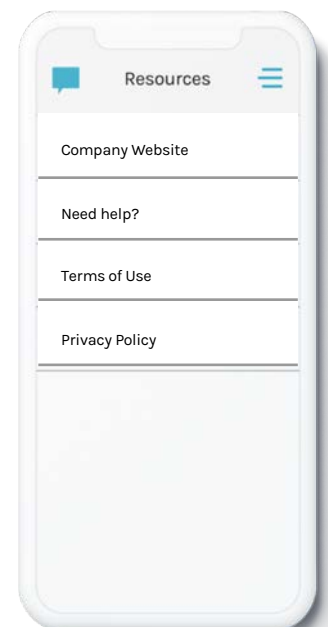 Resources
Company Website
Need help?
Terms of Use
Privacy Policy